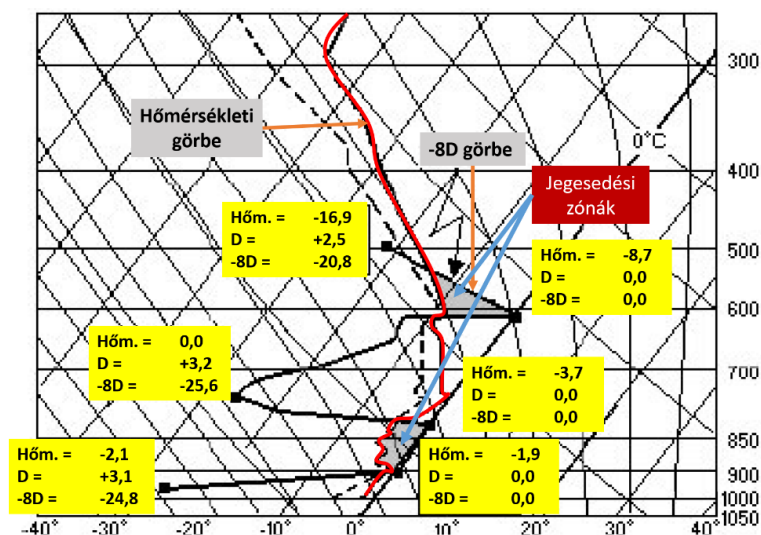 300
Hőmérsékleti
görbe
-8D görbe
0°C
400
Jegesedési
zónák
Hőm. = -16,9
D = +2,5
-8D = -20,8
500
Hőm. = -8,7
D = 0,0
-8D = 0,0
600
Hőm. = 0,0
D = +3,2
-8D = -25,6
700
Hőm. = -3,7
D = 0,0
-8D = 0,0
850
Hőm. = -2,1
D = +3,1
-8D = -24,8
Hőm. = -1,9
D = 0,0
-8D = 0,0
900
1000
1050
-40° -30° -20° -10° 0° 10° 20° 30° 40°